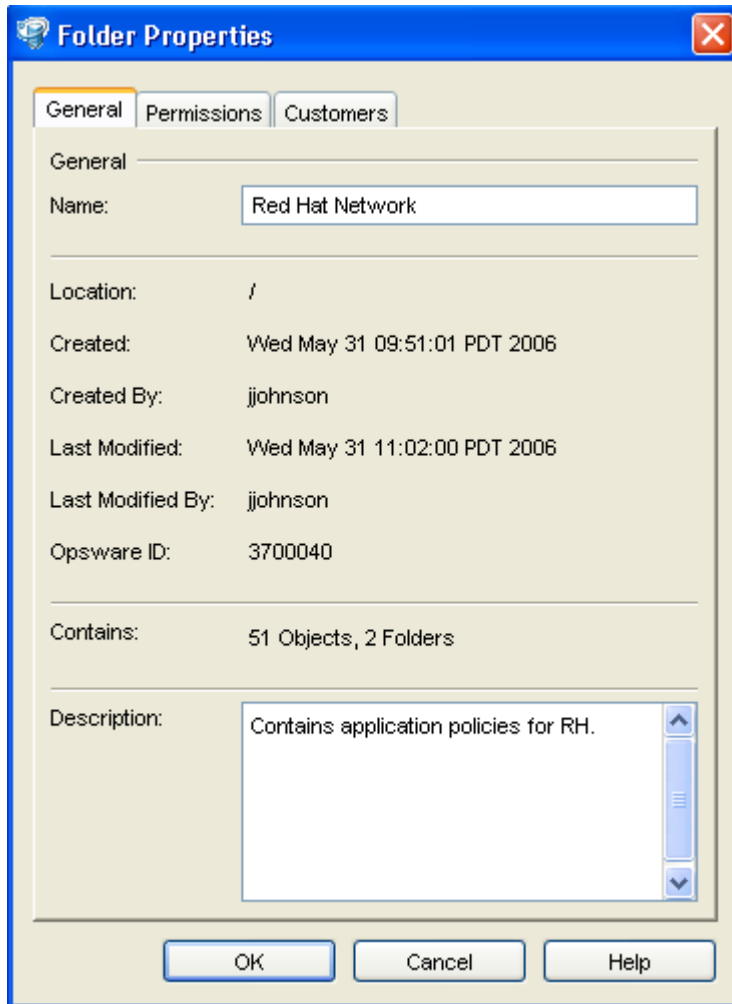 Folder Properties
General Permissions Customers
General
Name: Red Hat Network
Location: /
Created: Wed May 31 09:51:01 PDT 2006
Created By: jjohnson
Last Modified: Wed May 31 11:02:00 PDT 2006
Last Modified By: jjohnson
Opsware ID: 3700040
Contains: 51 Objects, 2 Folders
Description: Contains application policies for RH.
OK Cancel Help